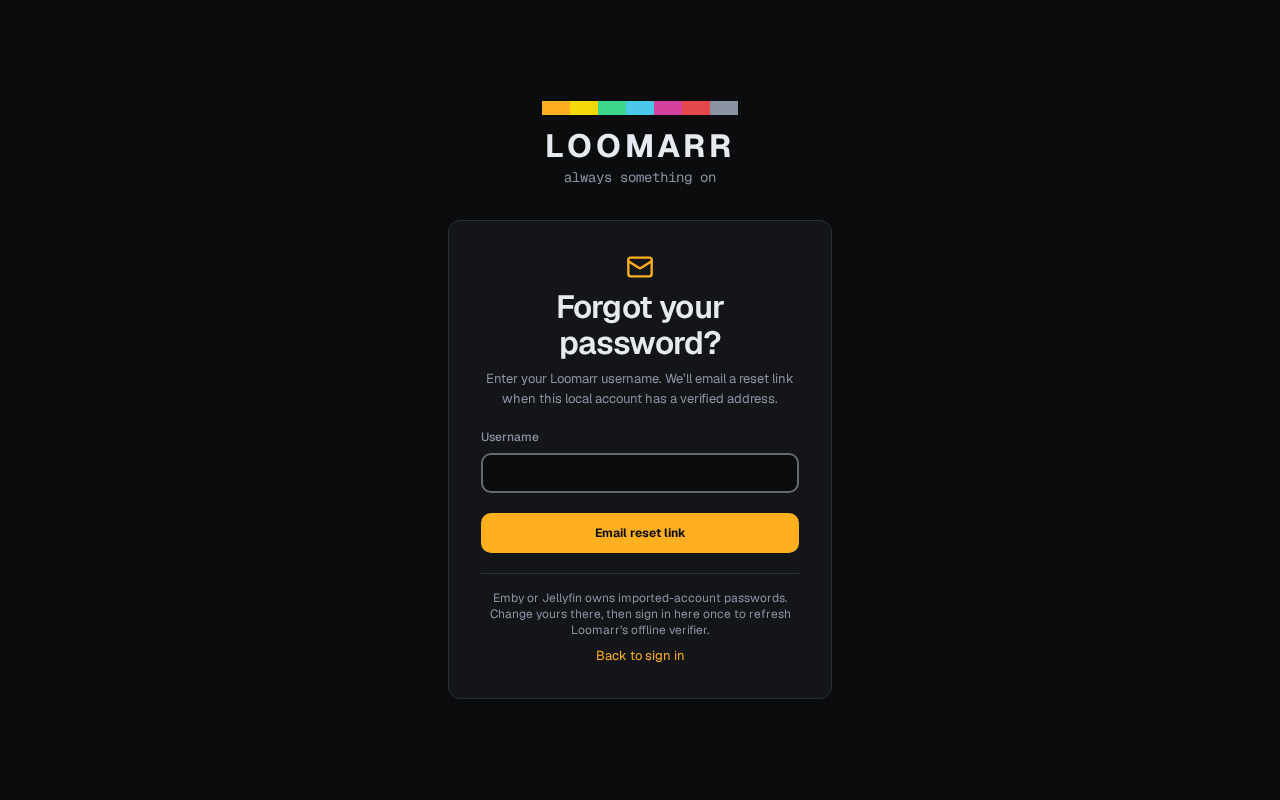 LOOMARR
always something on
Forgot your
password?
Enter your Loomarr username. We’ll email a reset link
when this local account has a verified address.
Username
Email reset link
Emby or Jellyfin owns imported-account passwords.
Change yours there, then sign in here once to refresh
Loomarr’s offline verifier.
Back to sign in